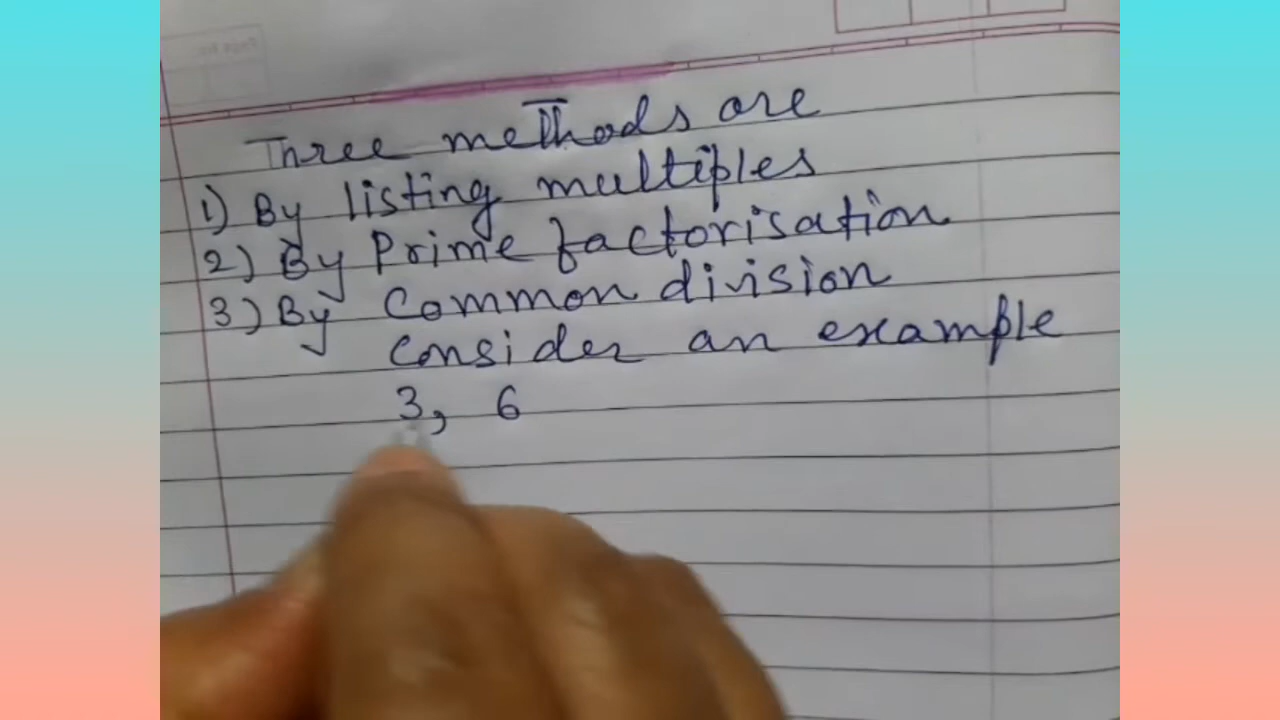 Three methods are
1) By listing multiples
2) By Prime factorisation
3) By Common division
Consider an example
3, 6